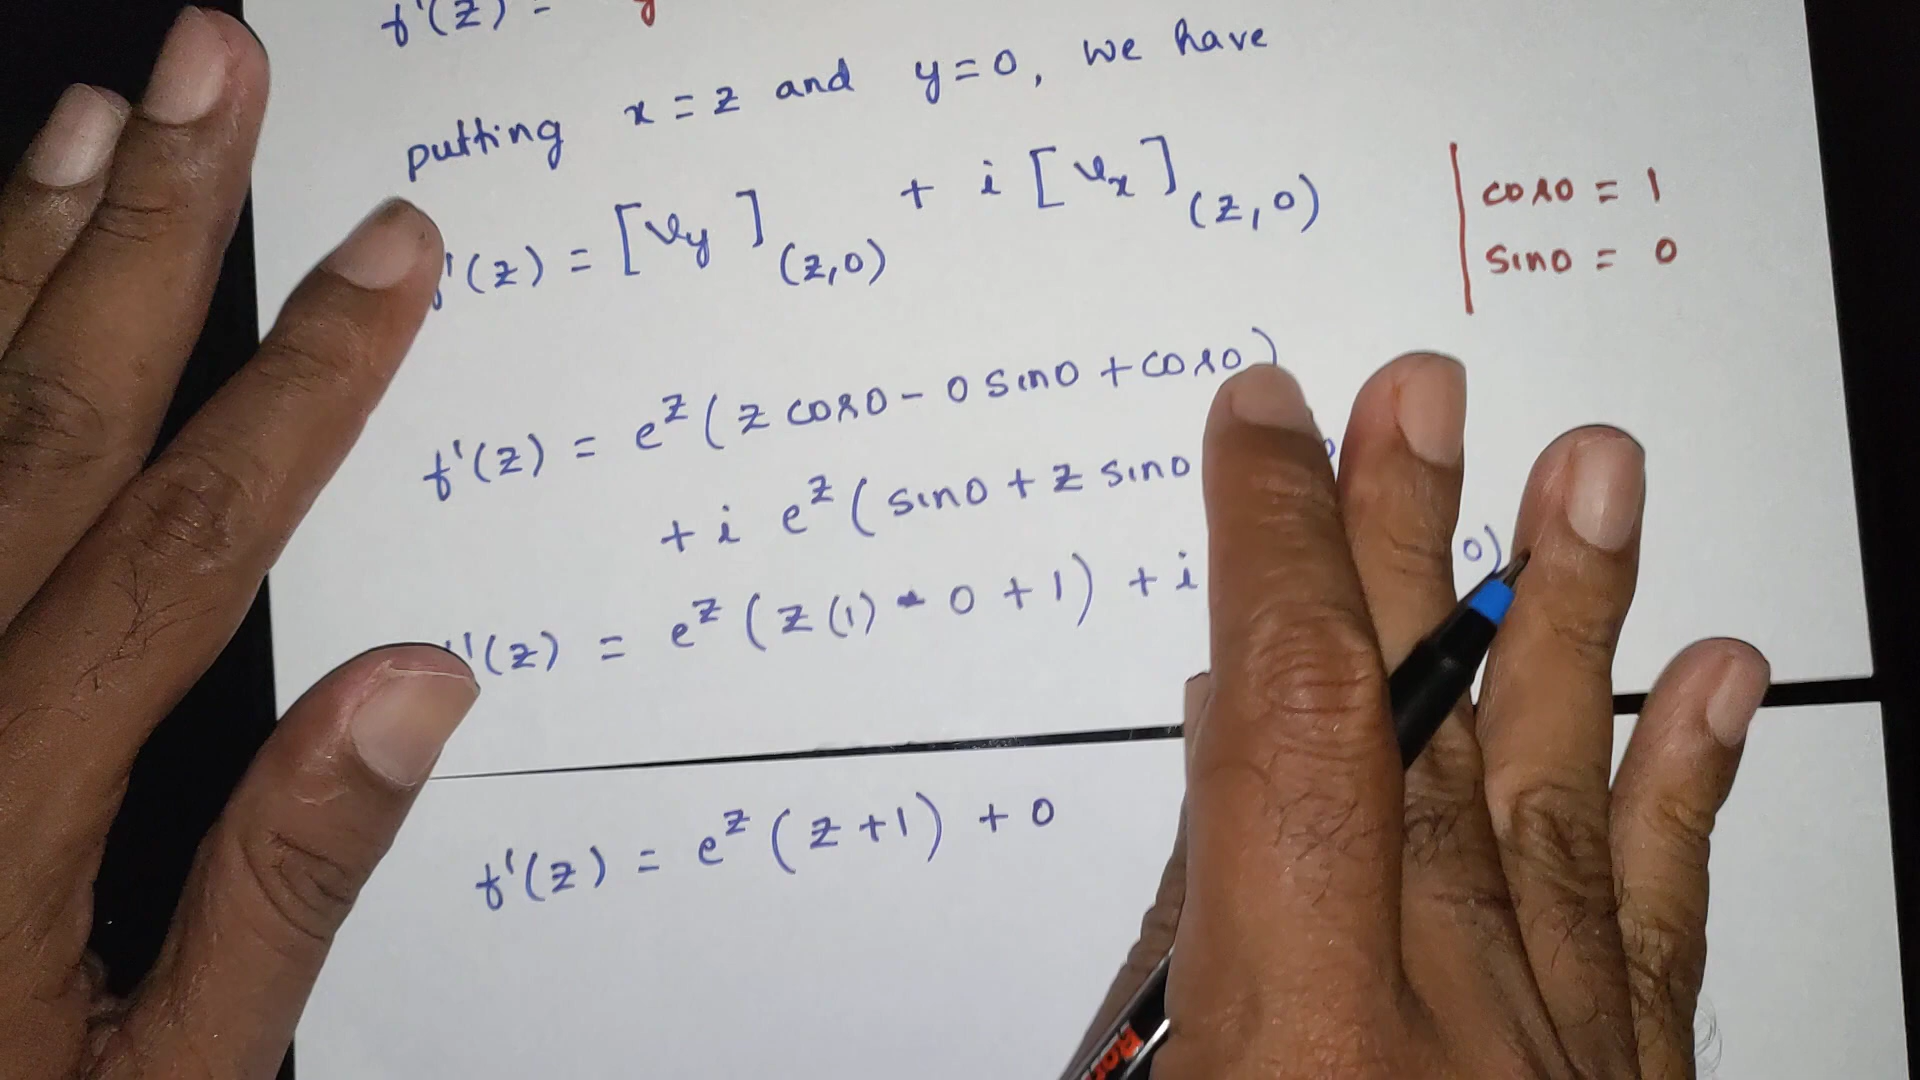 f'(z) =
putting x = z and y = 0, we have
'(z) = [vy](z,0) + i [vx](z,0)
cos0 = 1
sin0 = 0
f'(z) = e^z (z cos0 - 0 sin0 + cos0)
+ i e^z (sin0 + z sin0
'(z) = e^z (z(1) - 0 + 1) + i 0)
f'(z) = e^z (z + 1) + 0